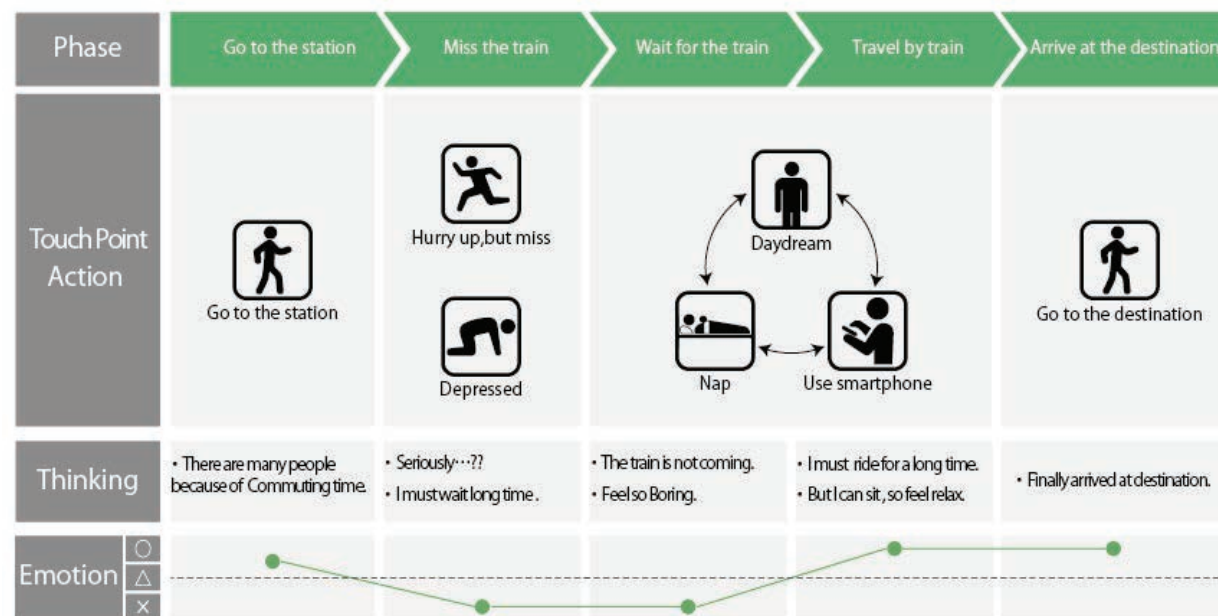 Phase
Go to the station
Miss the train
Wait for the train
Travel by train
Arrive at the destination
Touch Point
Action
Go to the station
Hurry up,but miss
Depressed
Daydream
Nap
Use smartphone
Go to the destination
Thinking
・There are many people
because of Commuting time.
・Seriously…??
・I must wait long time .
・The train is not coming.
・Feel so Boring.
・I must ride for a long time.
・But I can sit , so feel relax.
・Finally arrived at destination.
Emotion
○
△
×